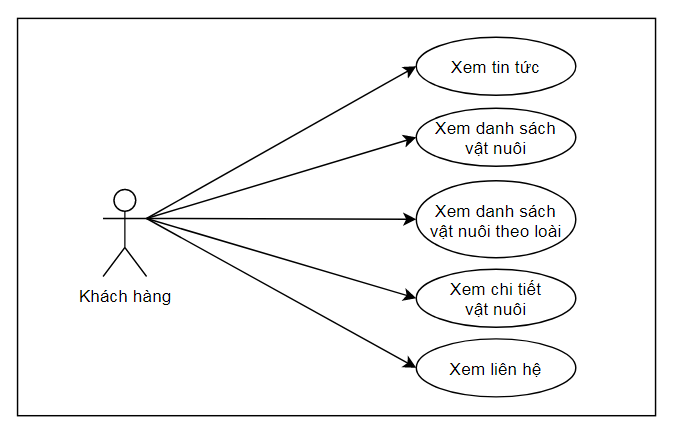 Xem tin tức
Xem danh sách
vật nuôi
Xem danh sách
vật nuôi theo loài
Xem chi tiết
vật nuôi
Xem liên hệ
Khách hàng